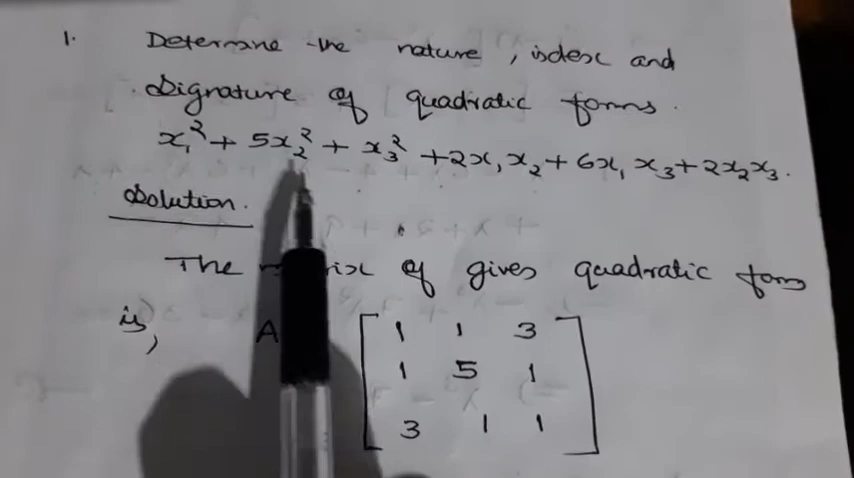 1. Determine the nature, index and
Signature of quadratic forms.
x₁² + 5x₂² + x₃² + 2x₁x₂ + 6x₁x₃ + 2x₂x₃.
Solution.
The of given quadratic form
is, A
1 1 3
1 5 1
3 1 1